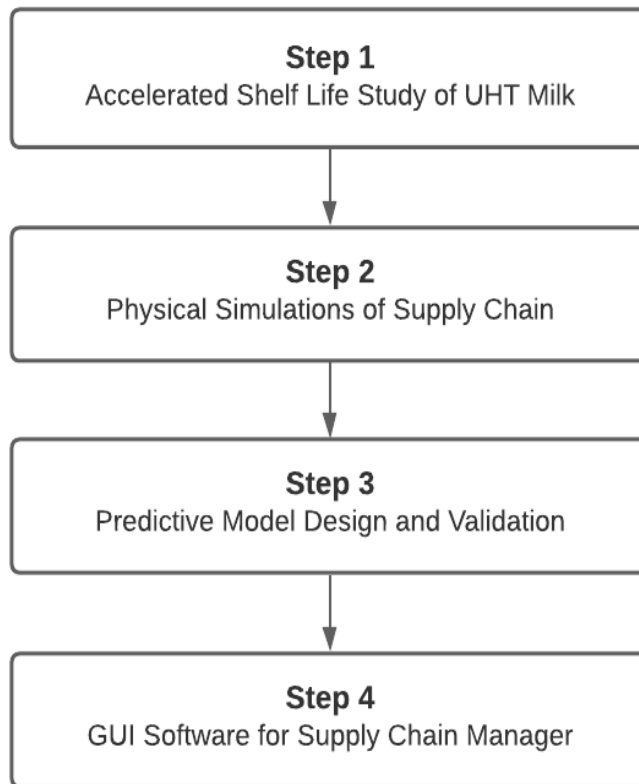 Step 1
Accelerated Shelf Life Study of UHT Milk
Step 2
Physical Simulations of Supply Chain
Step 3
Predictive Model Design and Validation
Step 4
GUI Software for Supply Chain Manager